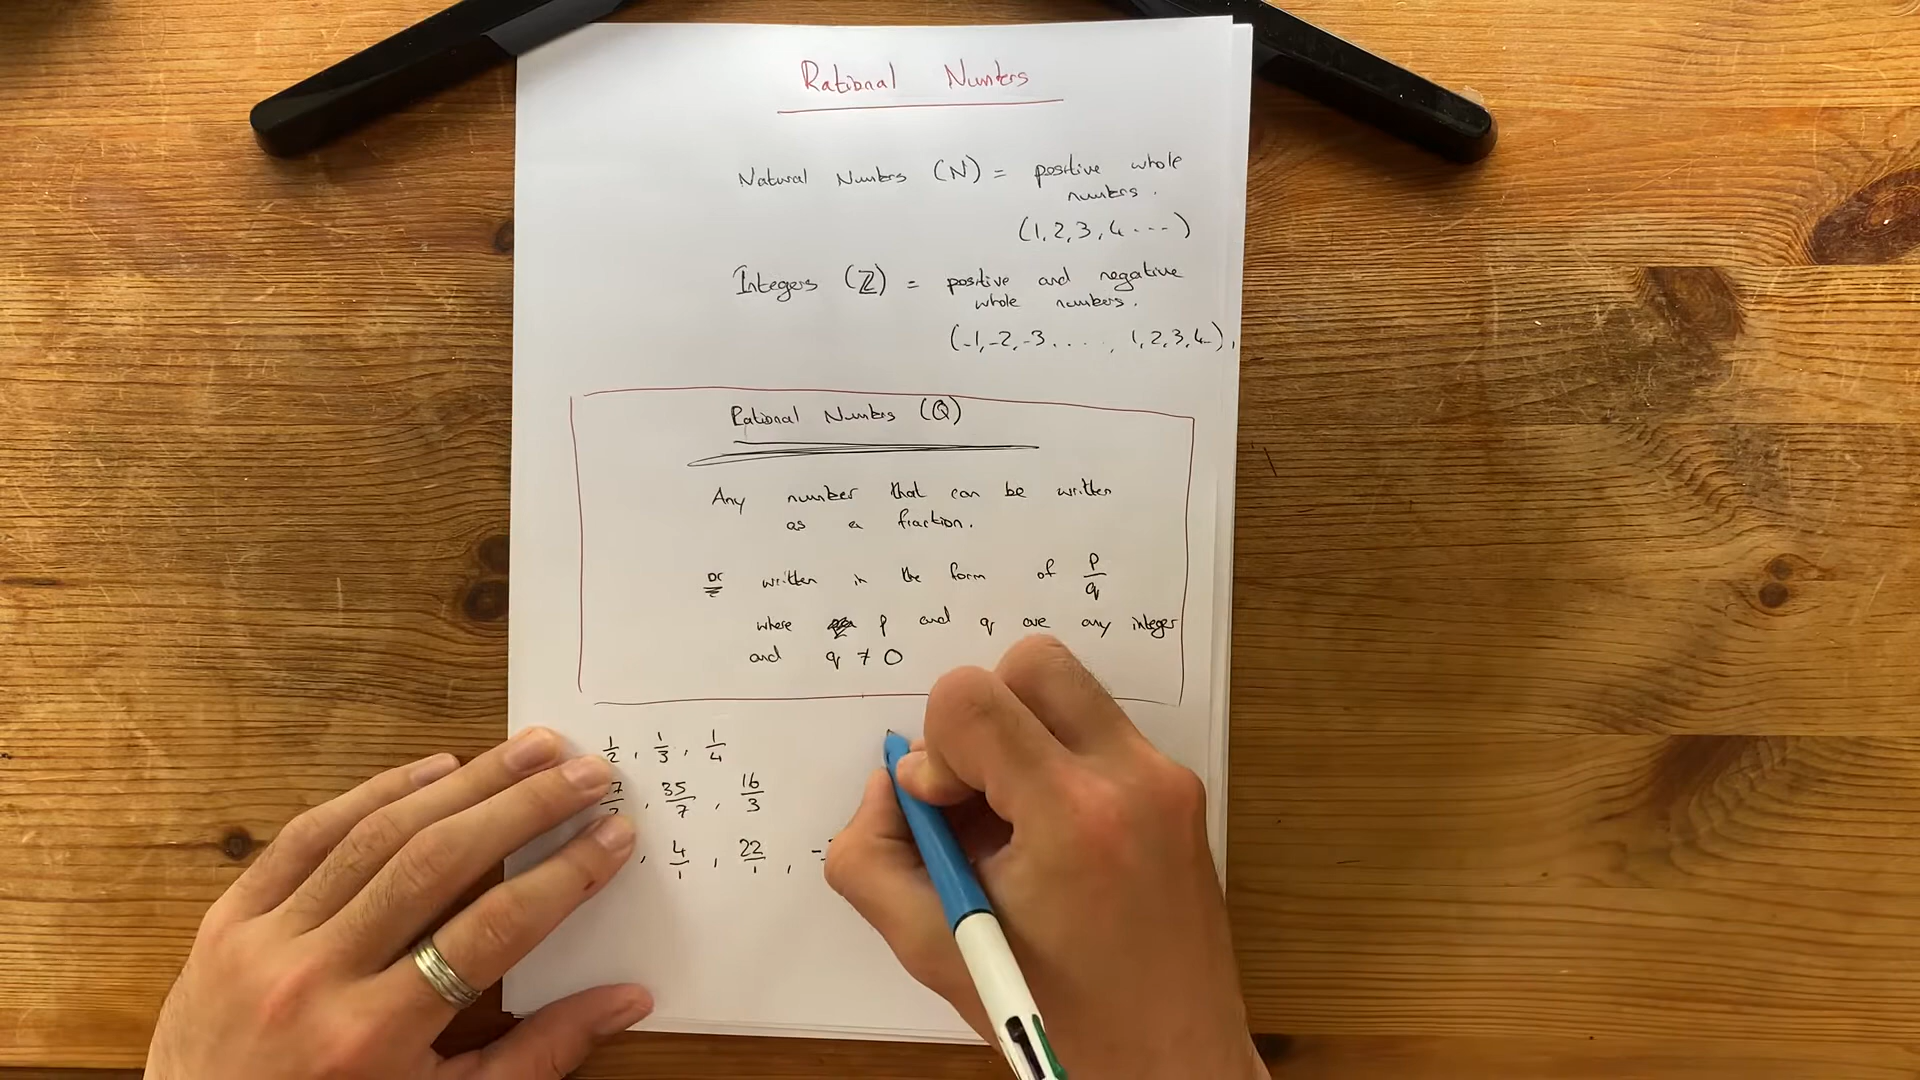 Rational Numbers
Natural Numbers (N) = positive whole
numbers.
(1, 2, 3, 4 ...)
Integers (ℤ) = positive and negative
whole numbers.
(-1, -2, -3 ...., 1, 2, 3, 4-),
Rational Numbers (Q)
Any number that can be written
as a fraction.
or written in the form of p/q
where p and q are any integer
and q ≠ 0
1/2, 1/3, 1/4
, 35/7, 16/3
, 4/1, 22/1,